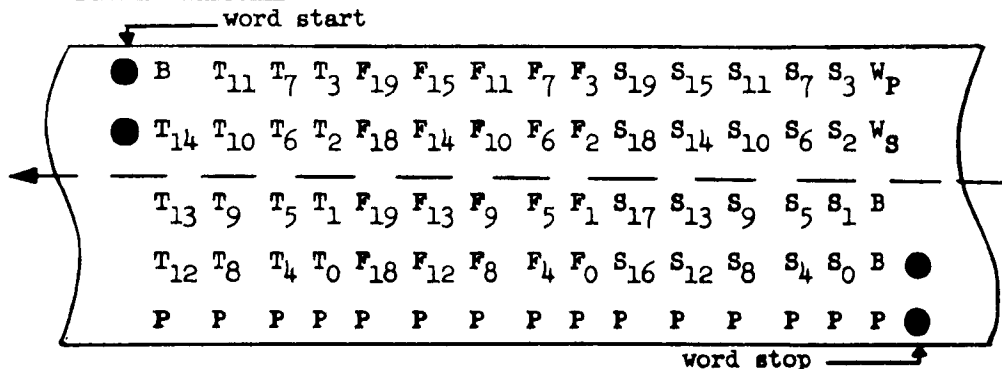 word start
B T11 T7 T3 F19 F15 F11 F7 F3 S19 S15 S11 S7 S3 WP
T14 T10 T6 T2 F18 F14 F10 F6 F2 S18 S14 S10 S6 S2 WS
T13 T9 T5 T1 F19 F13 F9 F5 F1 S17 S13 S9 S5 S1 B
T12 T8 T4 T0 F18 F12 F8 F4 F0 S16 S12 S8 S4 S0 B
P P P P P P P P P P P P P P P
word stop